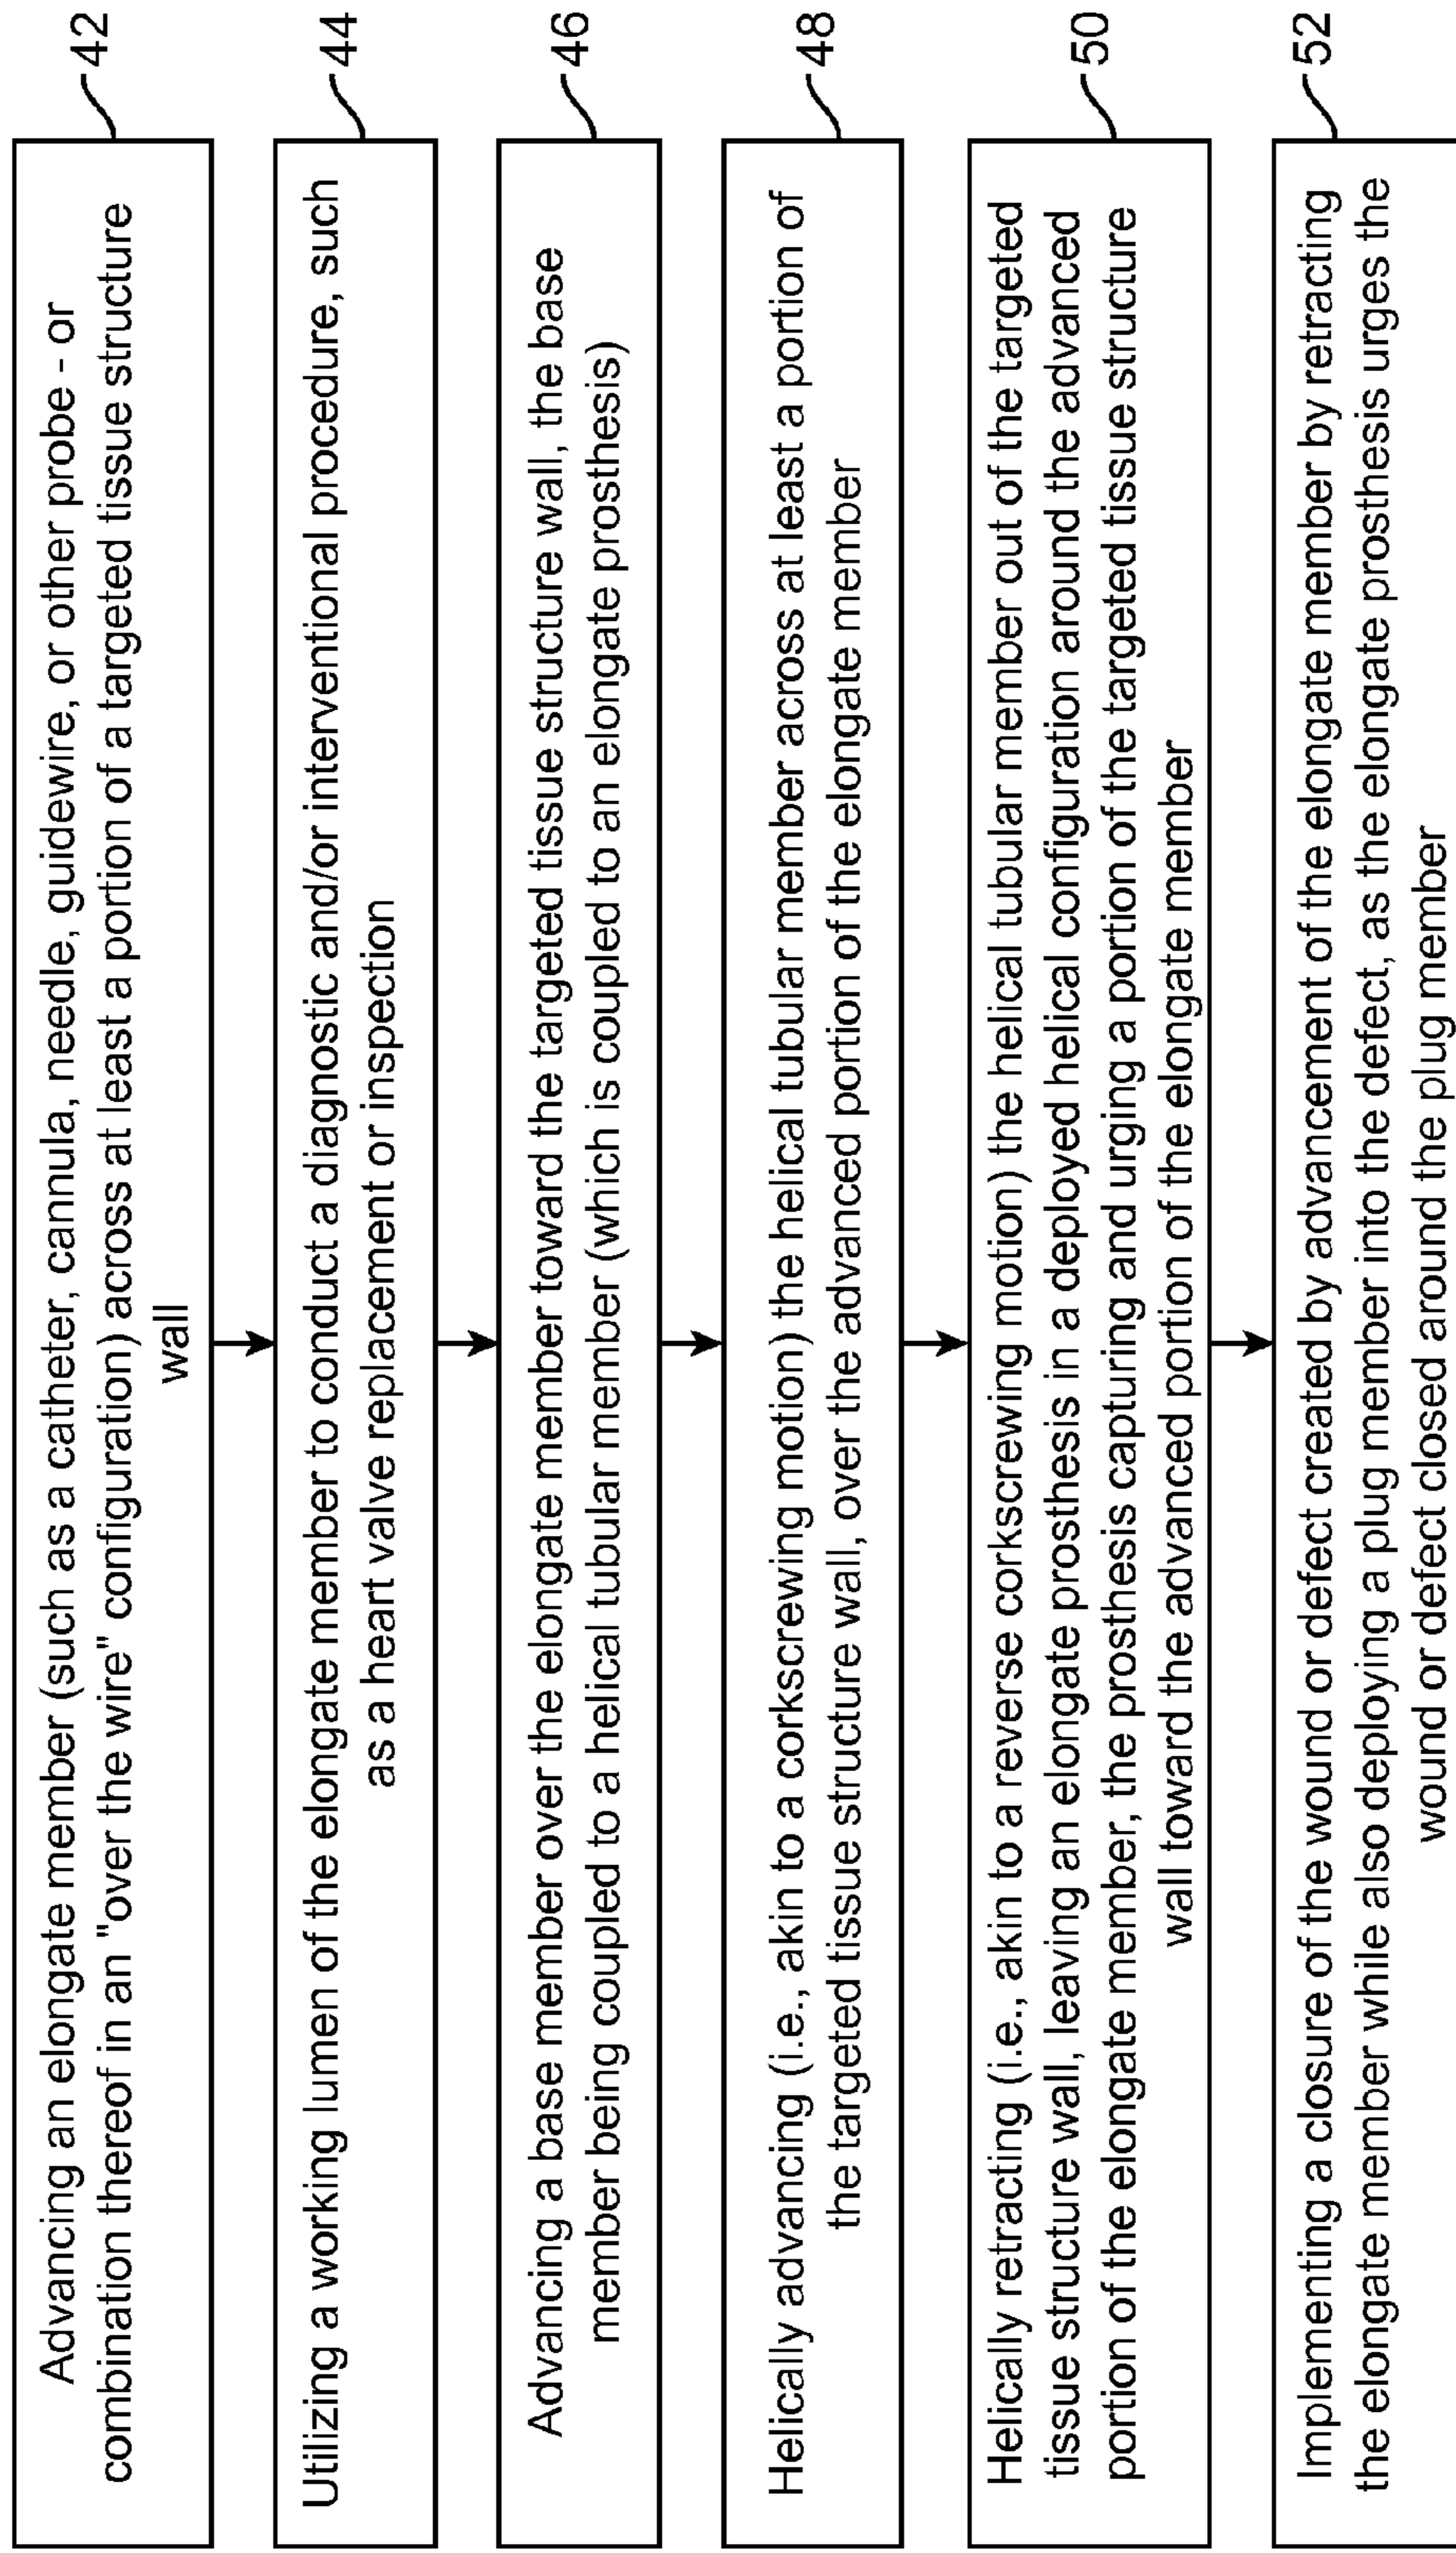 Advancing an elongate member (such as a catheter, cannula, needle, guidewire, or other probe - or
combination thereof in an "over the wire" configuration) across at least a portion of a targeted tissue structure
wall
42
Utilizing a working lumen of the elongate member to conduct a diagnostic and/or interventional procedure, such
as a heart valve replacement or inspection
44
Advancing a base member over the elongate member toward the targeted tissue structure wall, the base
member being coupled to a helical tubular member (which is coupled to an elongate prosthesis)
46
Helically advancing (i.e., akin to a corkscrewing motion) the helical tubular member across at least a portion of
the targeted tissue structure wall, over the advanced portion of the elongate member
48
Helically retracting (i.e., akin to a reverse corkscrewing motion) the helical tubular member out of the targeted
tissue structure wall, leaving an elongate prosthesis in a deployed helical configuration around the advanced
portion of the elongate member, the prosthesis capturing and urging a portion of the targeted tissue structure
wall toward the advanced portion of the elongate member
50
Implementing a closure of the wound or defect created by advancement of the elongate member by retracting
the elongate member while also deploying a plug member into the defect, as the elongate prosthesis urges the
wound or defect closed around the plug member
52